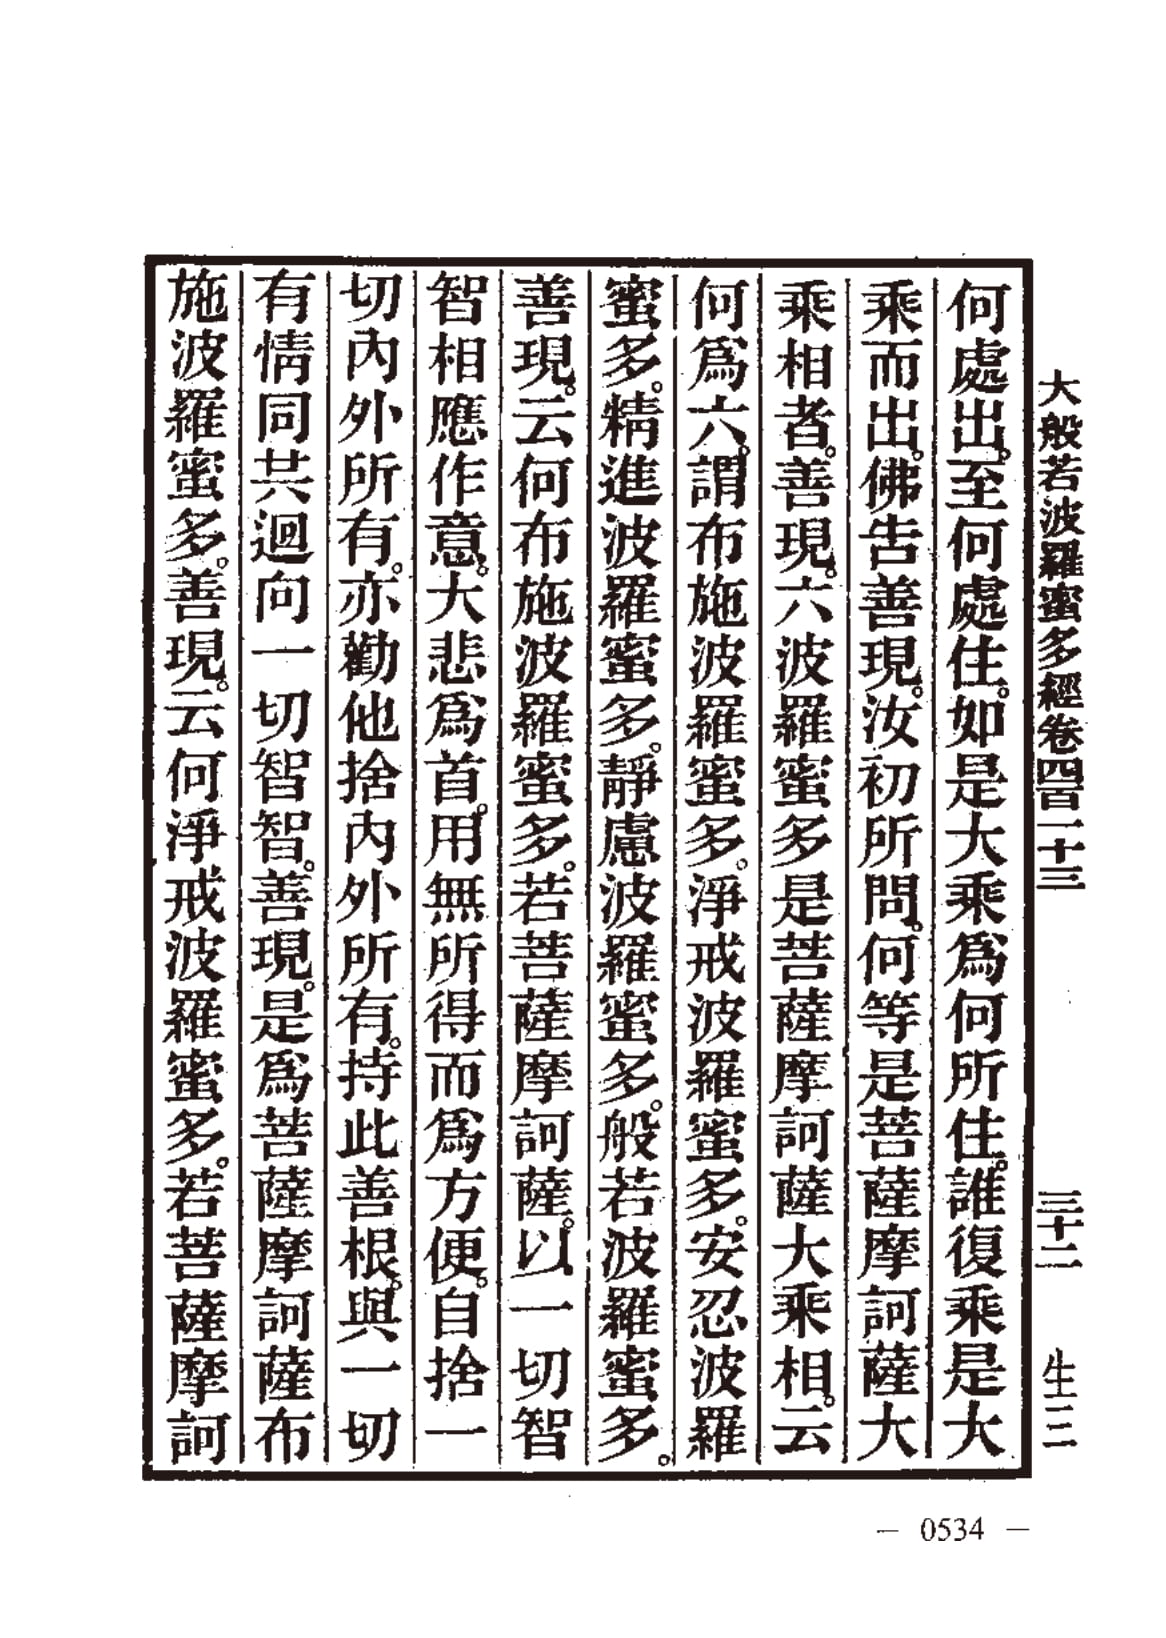 大般若波羅蜜多經卷四百一十三　三十二　生三
何處出。至何處住。如是大乘爲何所住。誰復乘是大
乘而出。佛告善現。汝初所問。何等是菩薩摩訶薩大
乘相者。善現。六波羅蜜多是菩薩摩訶薩大乘相。云
何爲六。謂布施波羅蜜多。淨戒波羅蜜多。安忍波羅
蜜多。精進波羅蜜多。靜慮波羅蜜多。般若波羅蜜多。
善現。云何布施波羅蜜多。若菩薩摩訶薩。以一切智
智相應作意。大悲爲首。用無所得而爲方便。自捨一
切內外所有。亦勸他捨內外所有。持此善根。與一切
有情同共迴向一切智智。善現。是爲菩薩摩訶薩布
施波羅蜜多。善現。云何淨戒波羅蜜多。若菩薩摩訶
— 0534 —